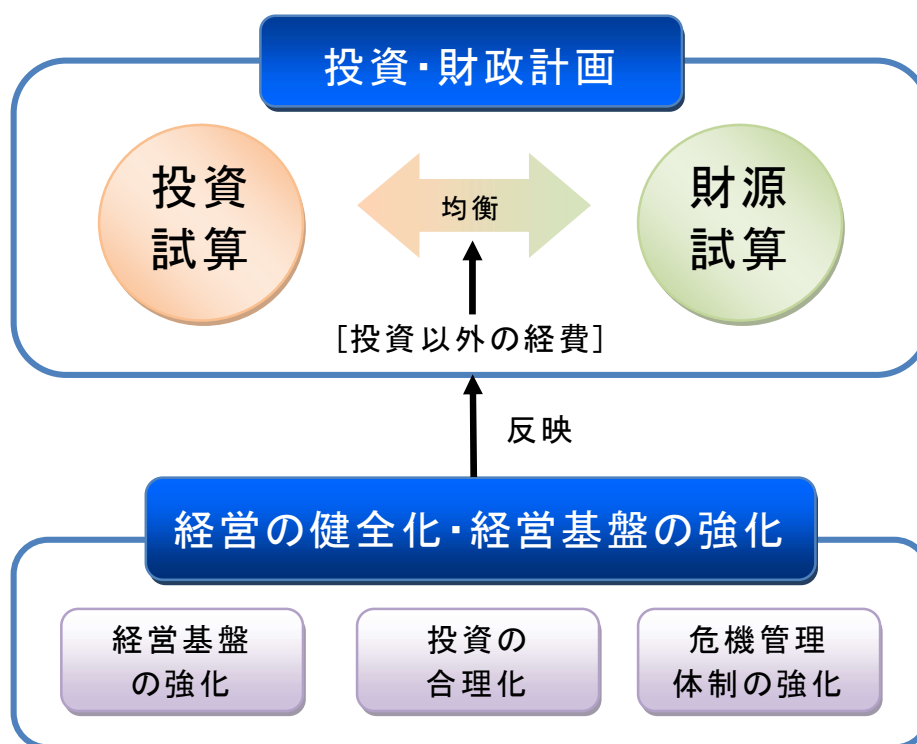 投資・財政計画
投資
試算
均衡
財源
試算
[投資以外の経費]
反映
経営の健全化・経営基盤の強化
経営基盤
の強化
投資の
合理化
危機管理
体制の強化